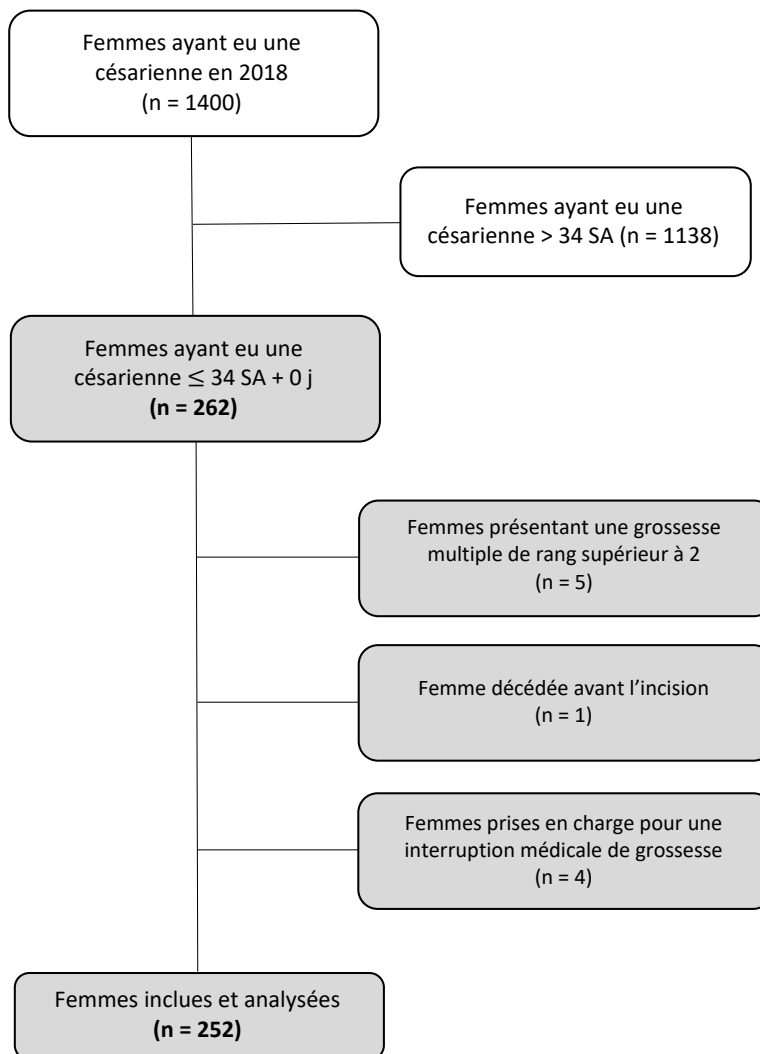 Femmes ayant eu une
césarienne en 2018
(n = 1400)
Femmes ayant eu une
césarienne > 34 SA (n = 1138)
Femmes ayant eu une
césarienne ≤ 34 SA + 0 j
(n = 262)
Femmes présentant une grossesse
multiple de rang supérieur à 2
(n = 5)
Femme décédée avant l’incision
(n = 1)
Femmes prises en charge pour une
interruption médicale de grossesse
(n = 4)
Femmes inclues et analysées
(n = 252)